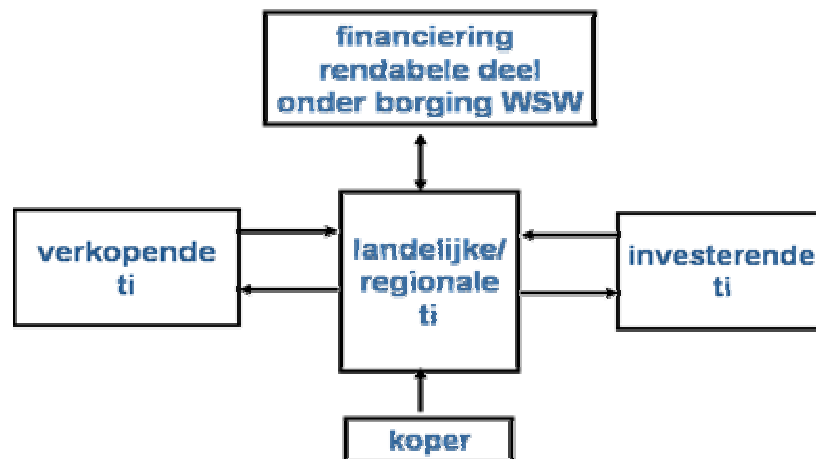 financiering
rendabele deel
onder borging WSW
verkopende
ti
landelijke/
regionale
ti
investerende
ti
koper